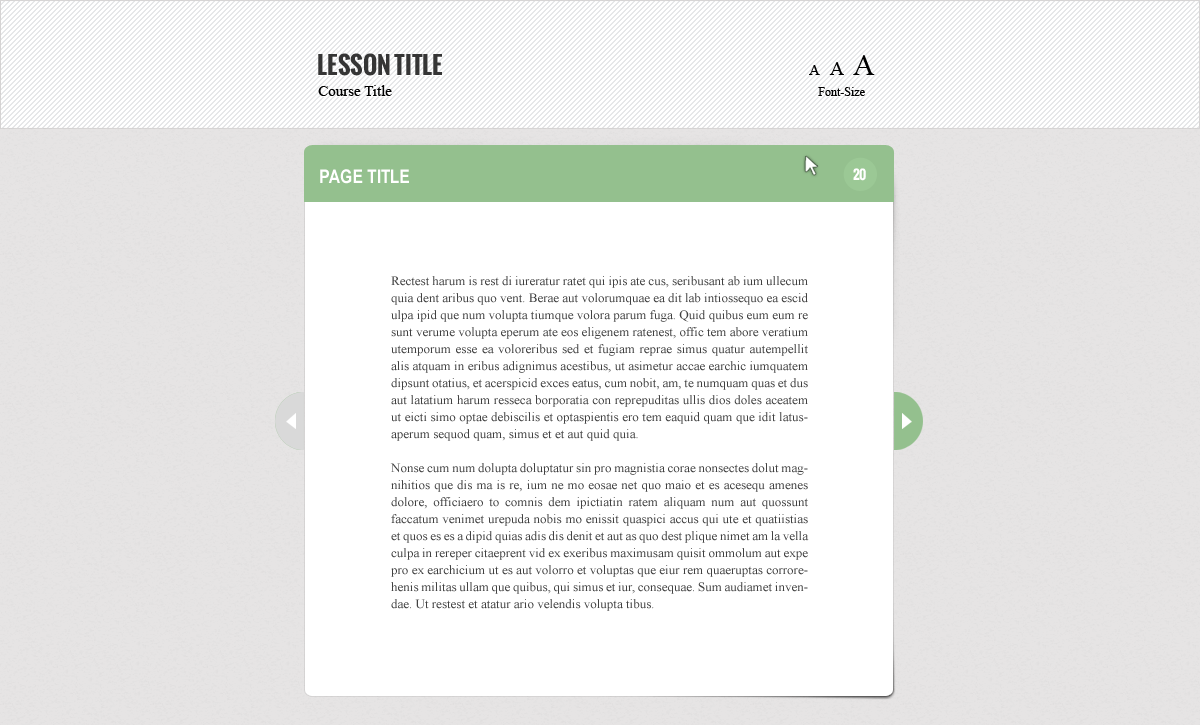 LESSON TITLE
Course Title
A A A
Font-Size
PAGE TITLE
20
Rectest harum is rest di iureratur ratet qui ipis ate cus, seribusant ab ium ullecum
quia dent aribus quo vent. Berae aut volorumquae ea dit lab intiossequo ea escid
ulpa ipid que num volupta tiumque volora parum fuga. Quid quibus eum eum re
sunt verume volupta eperum ate eos eligenem ratenest, offic tem abore veratium
utemporum esse ea voloreribus sed et fugiam reprae simus quatur autempellit
alis atquam in eribus adignimus acestibus, ut asimetur accae earchic iumquatem
dipsunt otatius, et acerspicid exces eatus, cum nobit, am, te numquam quas et dus
aut latatium harum resseca borporatia con reprepuditas ullis dios doles aceatem
ut eicti simo optae debiscilis et optaspientis ero tem eaquid quam que idit latus-
aperum sequod quam, simus et et aut quid quia.
Nonse cum num dolupta doluptatur sin pro magnistia corae nonsectes dolut mag-
nihitios que dis ma is re, ium ne mo eosae net quo maio et es acesequ amenes
dolore, officiaero to comnis dem ipictiatin ratem aliquam num aut quossunt
faccatum venimet urepuda nobis mo enissit quaspici accus qui ute et quatiistias
et quos es es a dipid quias adis dis denit et aut as quo dest plique nimet am la vella
culpa in rereper citaeprent vid ex exeribus maximusam quisit ommolum aut expe
pro ex earchicium ut es aut volorro et voluptas que eiur rem quaeruptas corrore-
henis militas ullam que quibus, qui simus et iur, consequae. Sum audiamet inven-
dae. Ut restest et atatur ario velendis volupta tibus.